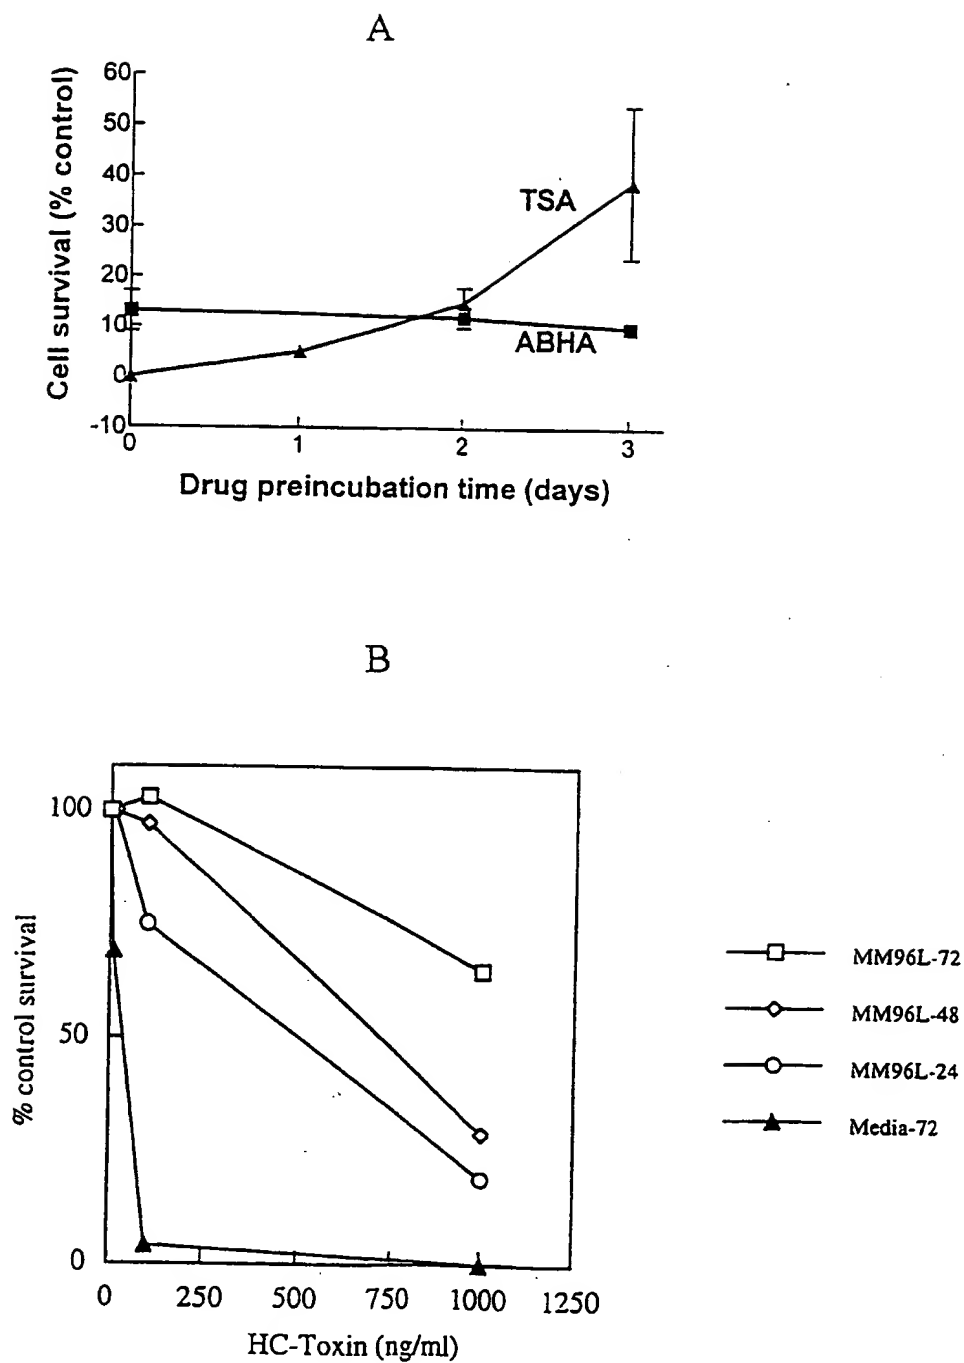 A
Cell survival (% control)
60
50
40
30
20
10
0
-10
TSA
ABHA
0 1 2 3
Drug preincubation time (days)
B
% control survival
100
50
0
0 250 500 750 1000 1250
HC-Toxin (ng/ml)
MM96L-72
MM96L-48
MM96L-24
Media-72